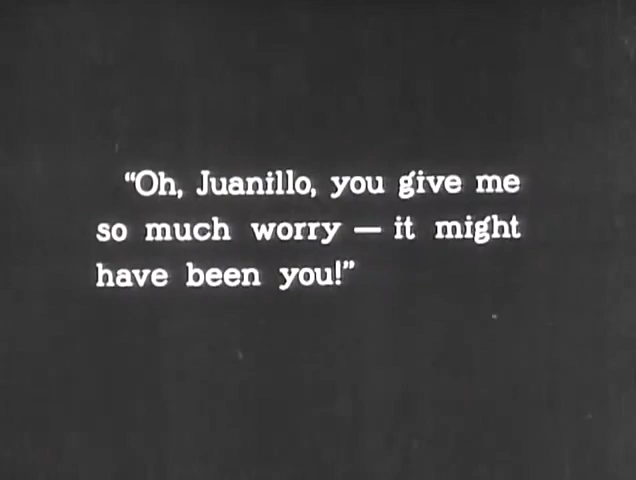 “Oh, Juanillo, you give me
so much worry — it might
have been you!”